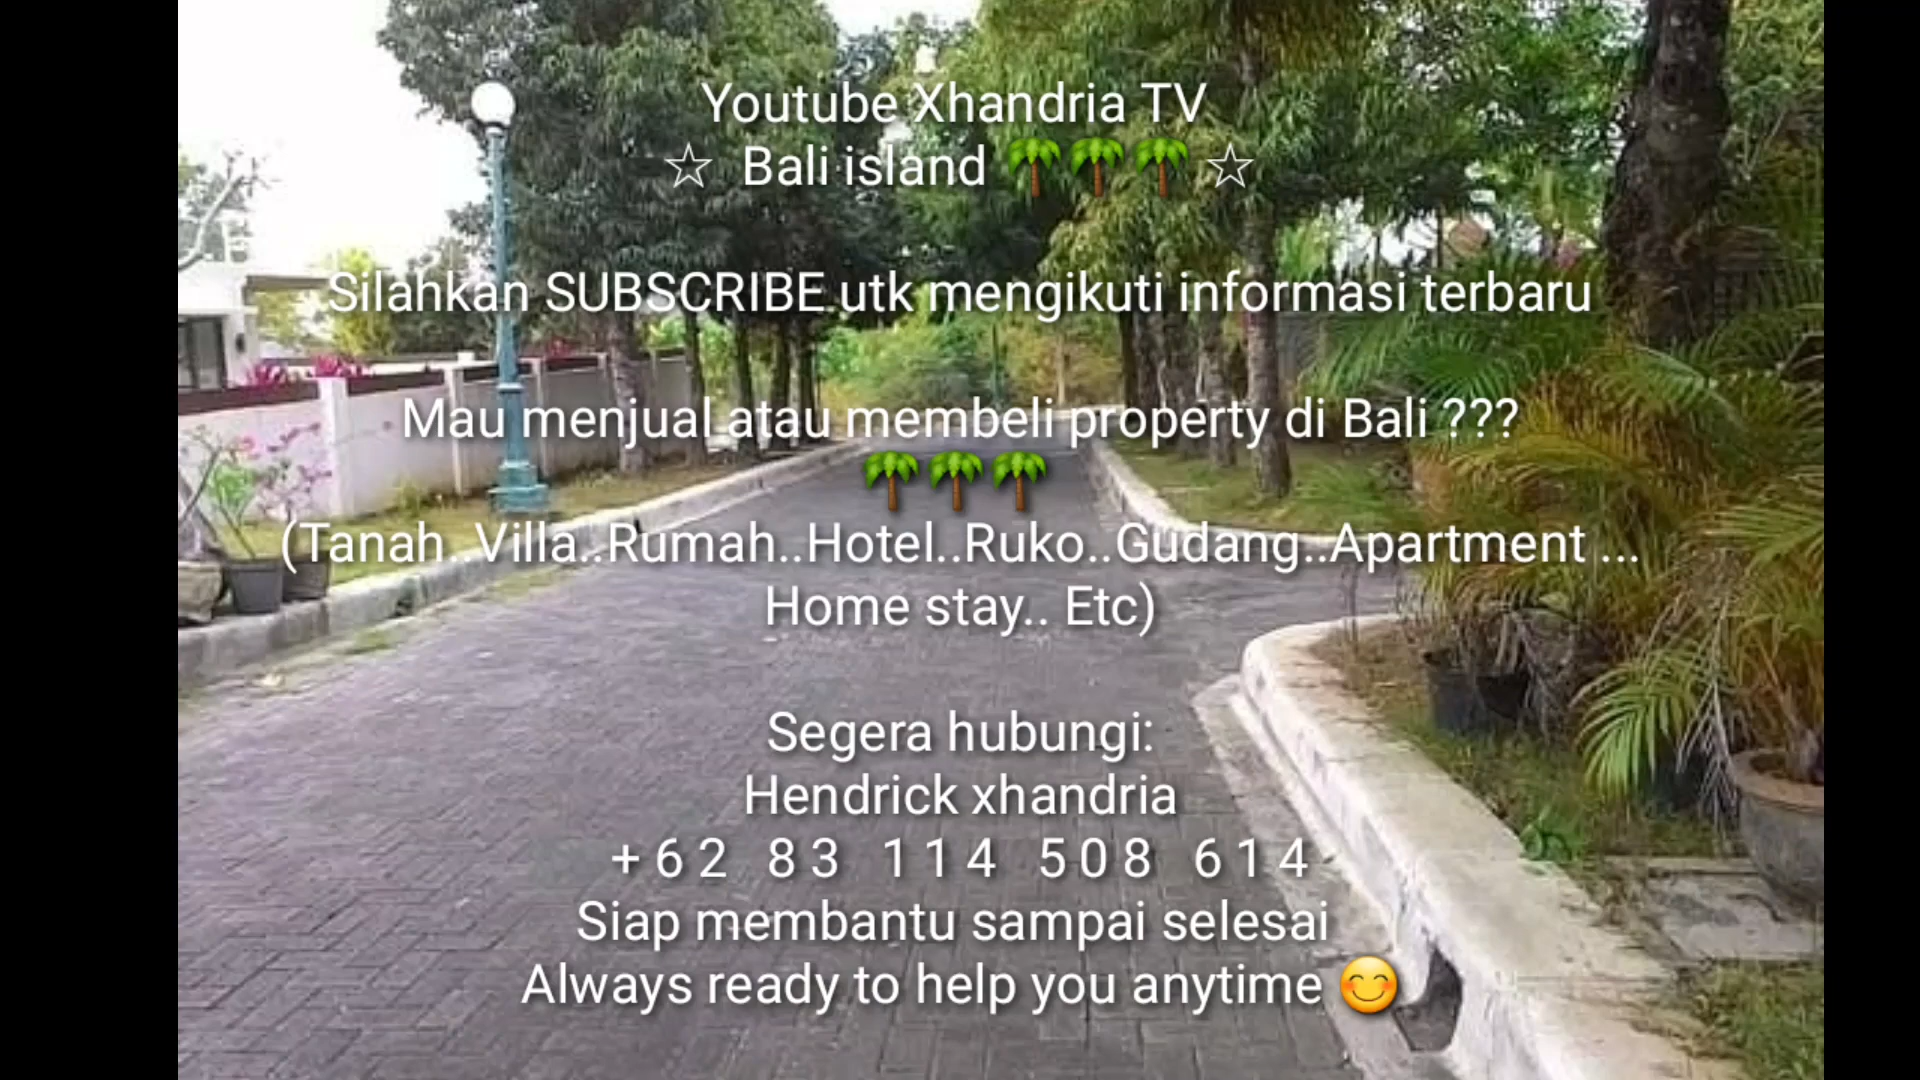 Youtube Xhandria TV
☆ Bali island 🌴🌴🌴 ☆
Silahkan SUBSCRIBE utk mengikuti informasi terbaru
Mau menjual atau membeli property di Bali ???
🌴🌴🌴
(Tanah..Villa..Rumah..Hotel..Ruko..Gudang..Apartment ...
Home stay.. Etc)
Segera hubungi:
Hendrick xhandria
+62 83 114 508 614
Siap membantu sampai selesai
Always ready to help you anytime 😊